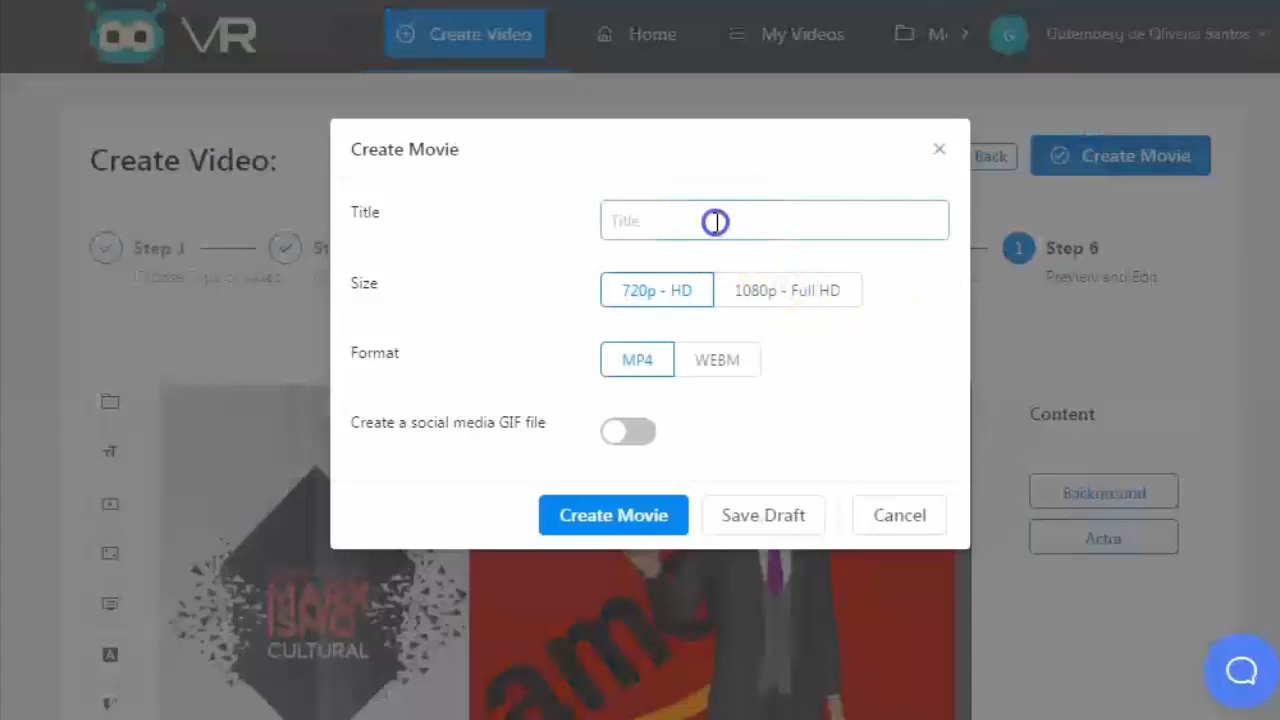 VR
Create Video
Home
My Videos
G
Gutemberg de Oliveira Santos
Create Video:
Back
Create Movie
Step 1
Step 6
Preview and Edit
Create Movie
Title
Title
Size
720p - HD
1080p - Full HD
Format
MP4
WEBM
Create a social media GIF file
Create Movie
Save Draft
Cancel
Content
Background
Actor
MARX
ISMO
CULTURAL